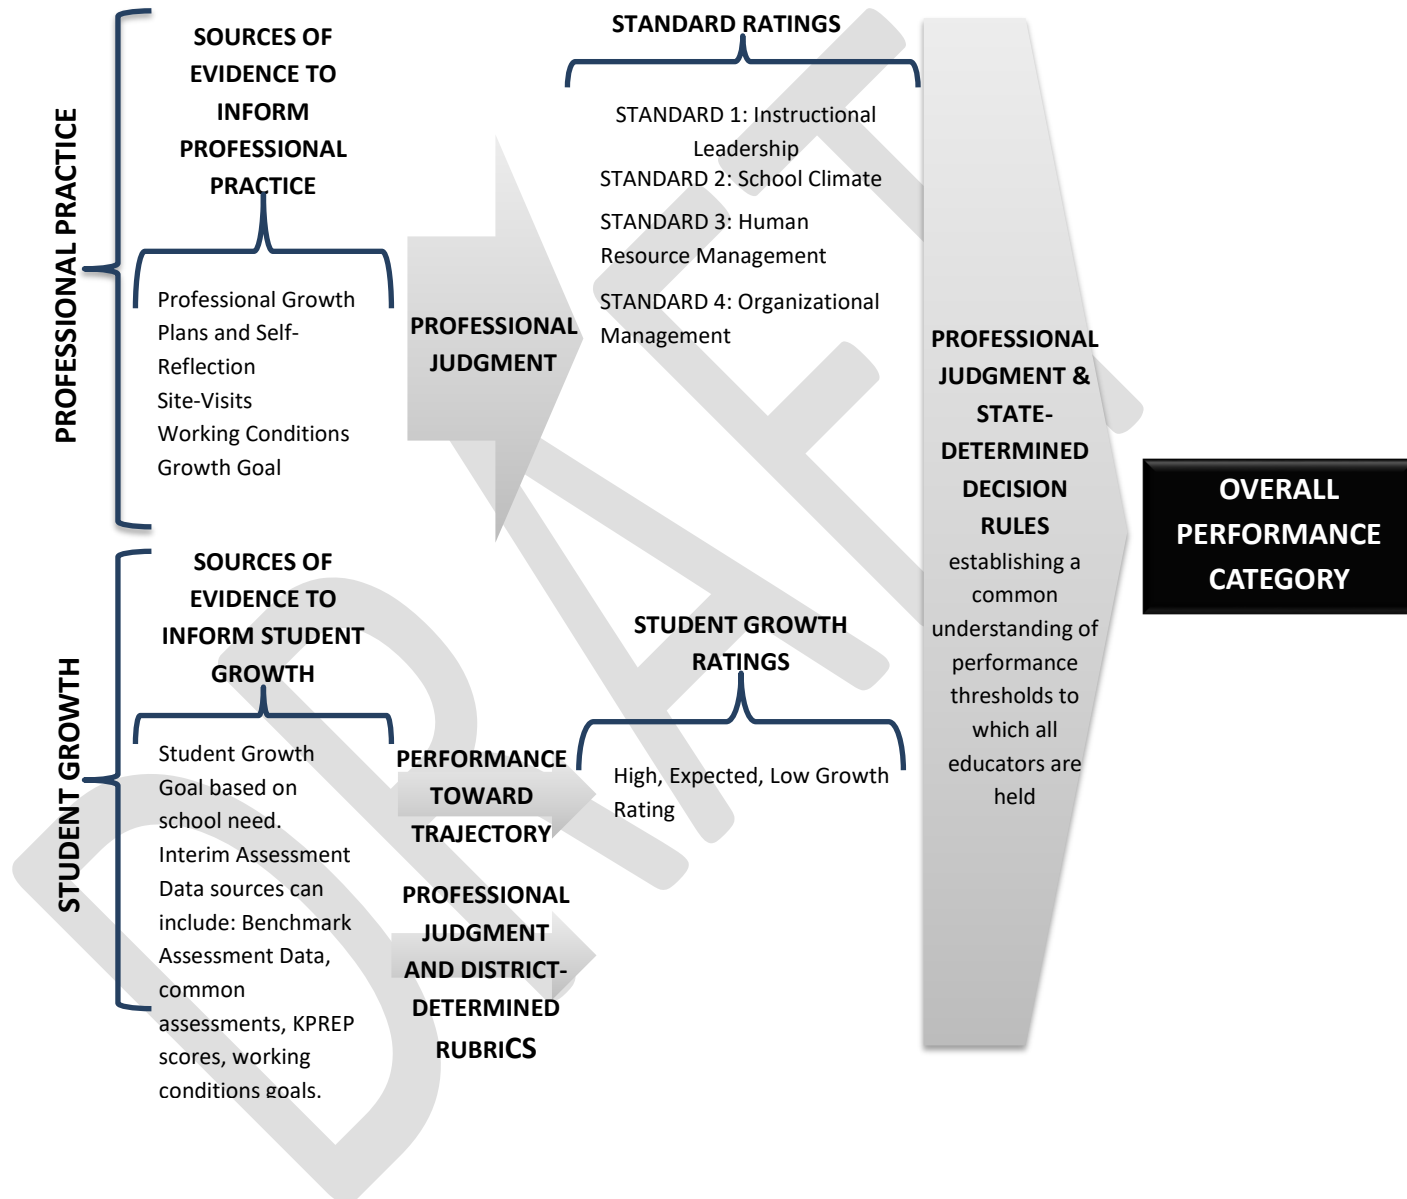 PROFESSIONAL PRACTICE
SOURCES OF
EVIDENCE TO
INFORM
PROFESSIONAL
PRACTICE
Professional Growth
Plans and Self-
Reflection
Site-Visits
Working Conditions
Growth Goal
PROFESSIONAL
JUDGMENT
STANDARD RATINGS
STANDARD 1: Instructional
Leadership
STANDARD 2: School Climate
STANDARD 3: Human
Resource Management
STANDARD 4: Organizational
Management
STUDENT GROWTH
SOURCES OF
EVIDENCE TO
INFORM STUDENT
GROWTH
Student Growth
Goal based on
school need.
Interim Assessment
Data sources can
include: Benchmark
Assessment Data,
common
assessments, KPREP
scores, working
conditions goals.
PERFORMANCE
TOWARD
TRAJECTORY
PROFESSIONAL
JUDGMENT
AND DISTRICT-
DETERMINED
RUBRICS
STUDENT GROWTH
RATINGS
High, Expected, Low Growth
Rating
PROFESSIONAL
JUDGMENT &
STATE-
DETERMINED
DECISION
RULES
establishing a
common
understanding of
performance
thresholds to
which all
educators are
held
OVERALL
PERFORMANCE
CATEGORY
DRAFT